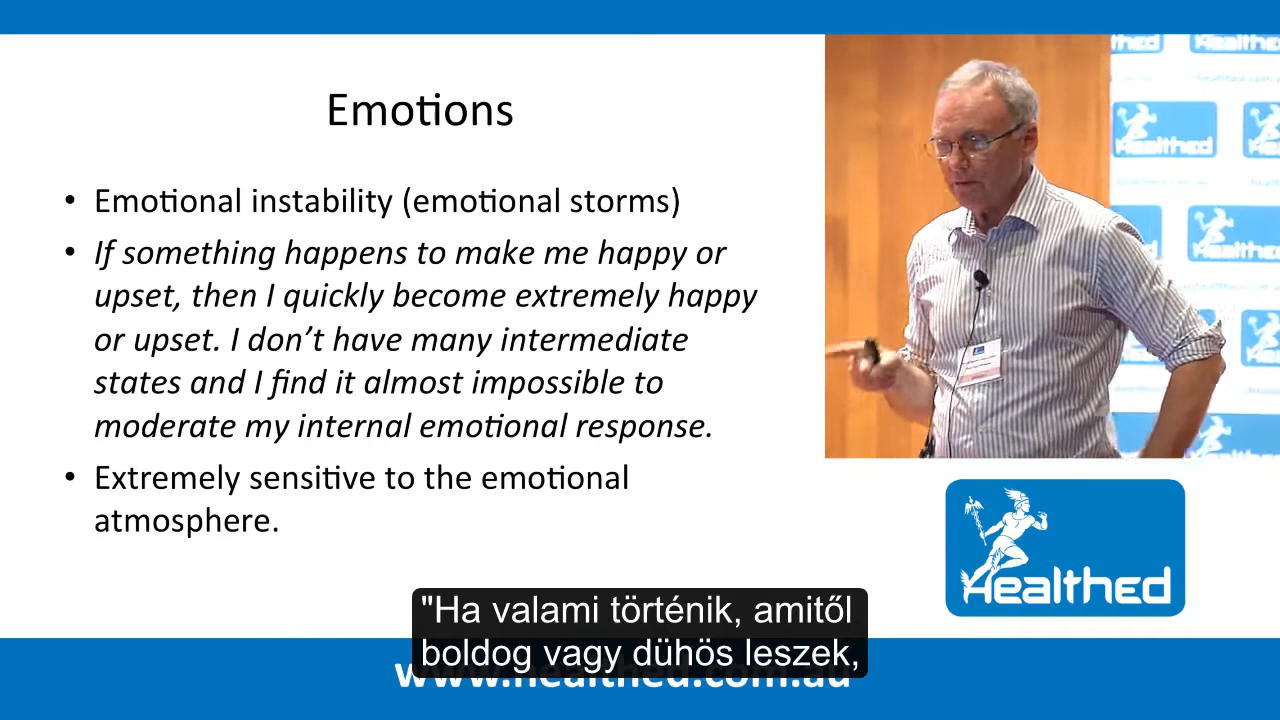 Emotions
• Emotional instability (emotional storms)
• If something happens to make me happy or
upset, then I quickly become extremely happy
or upset. I don’t have many intermediate
states and I find it almost impossible to
moderate my internal emotional response.
• Extremely sensitive to the emotional
atmosphere.
Healthed
Healthed
Healthed
"Ha valami történik, amitől
boldog vagy dühös leszek,
www.healthed.com.au